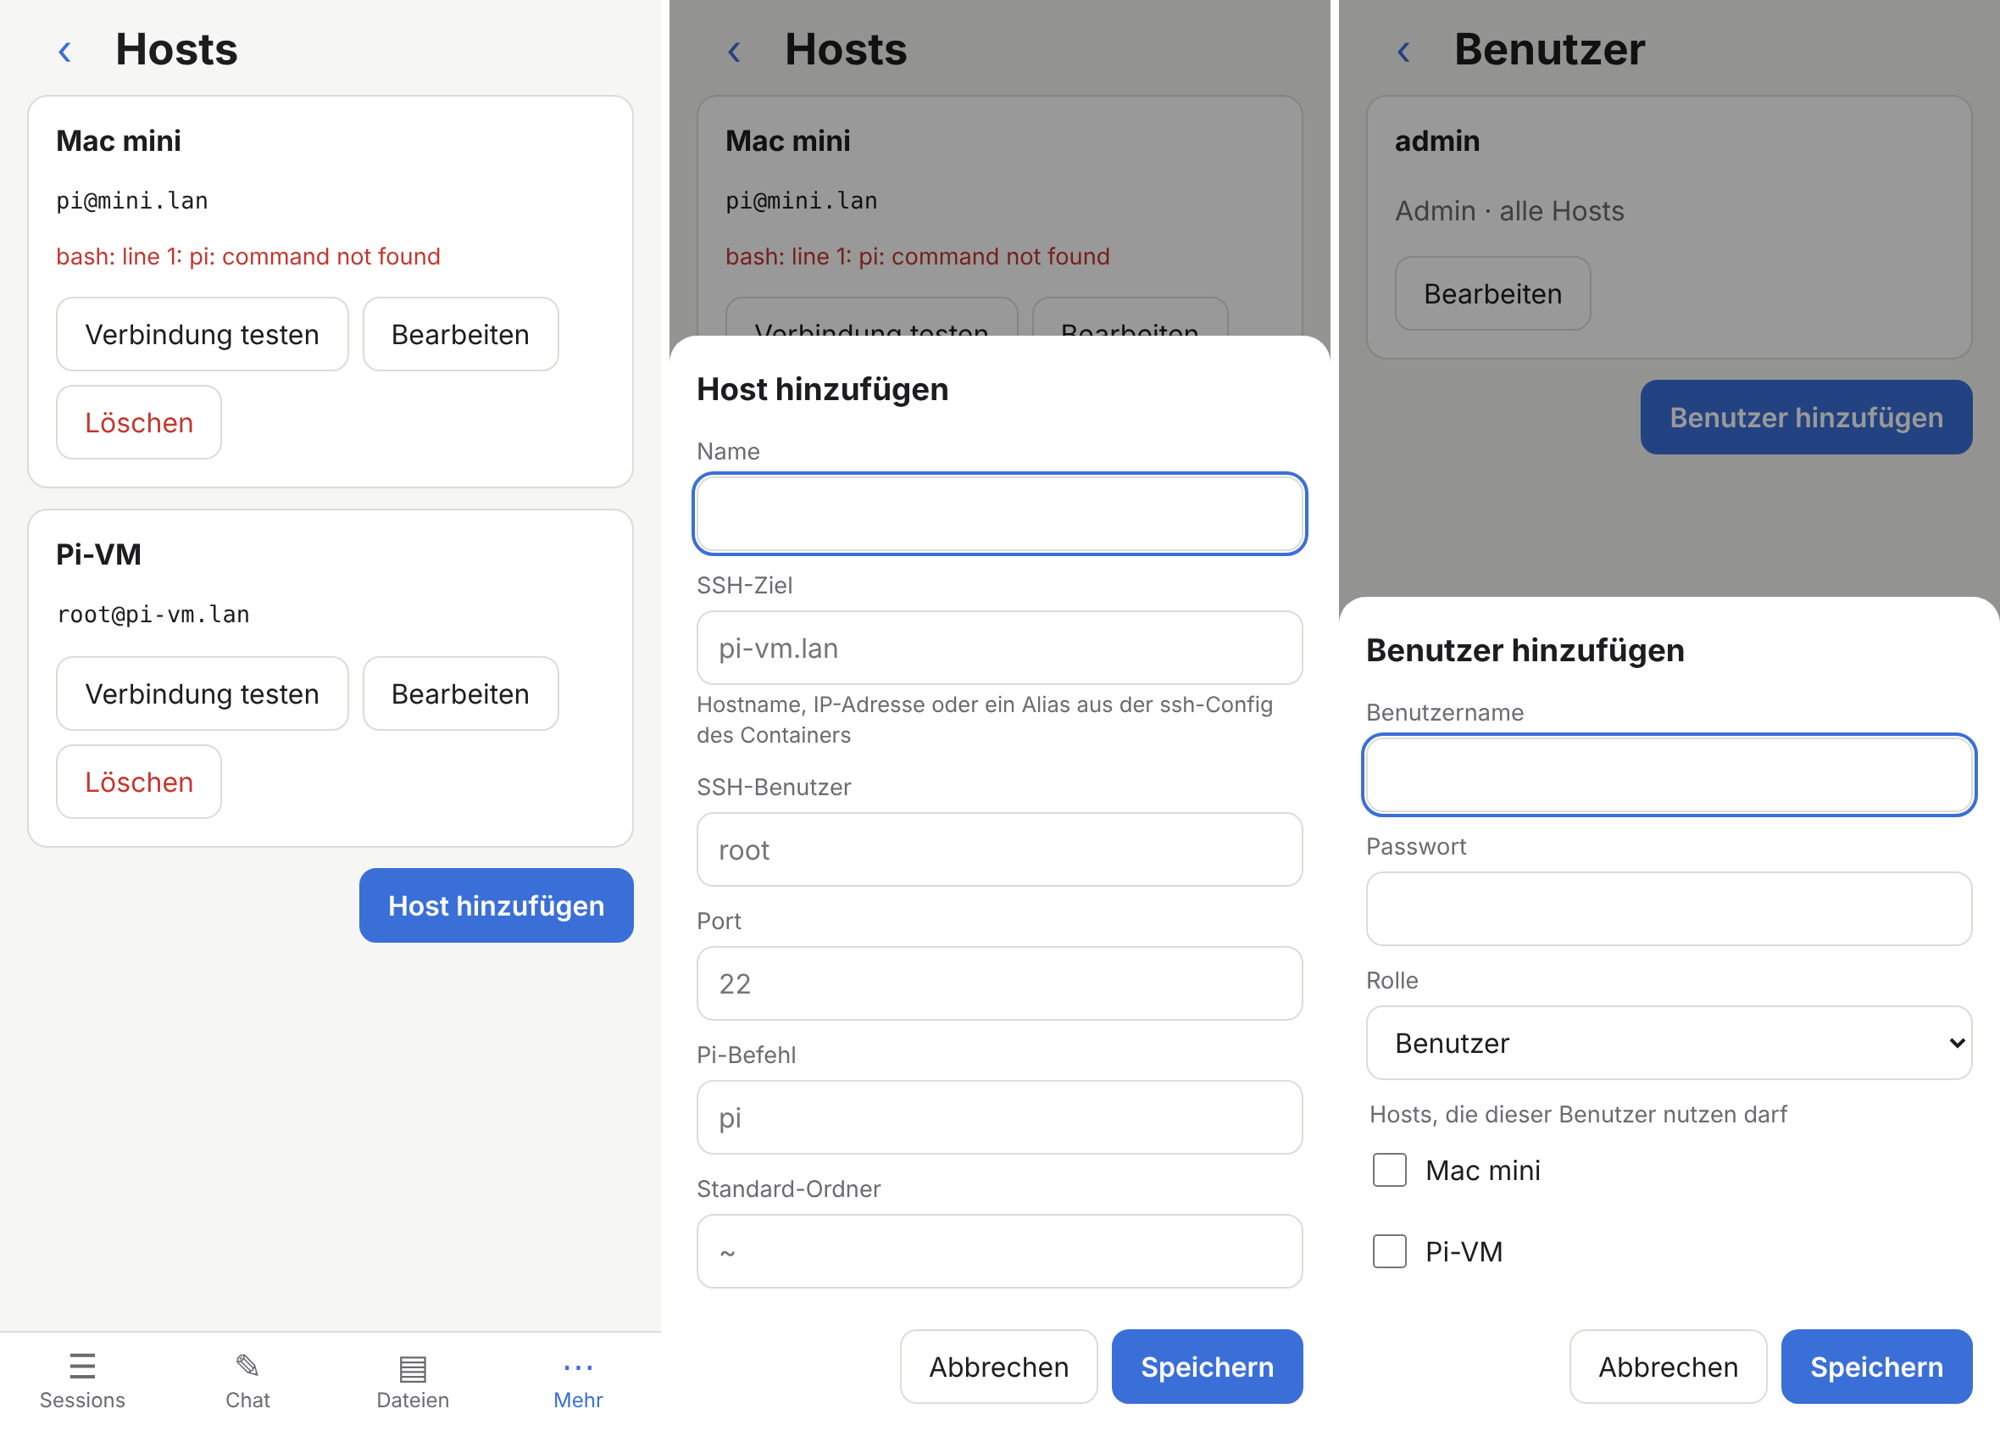 Hosts
Mac mini
pi@mini.lan
bash: line 1: pi: command not found
Verbindung testen
Bearbeiten
Löschen
Pi-VM
root@pi-vm.lan
Verbindung testen
Bearbeiten
Löschen
Host hinzufügen
Sessions
Chat
Dateien
Mehr
Hosts
Mac mini
pi@mini.lan
bash: line 1: pi: command not found
Verbindung testen
Bearbeiten
Host hinzufügen
Name
SSH-Ziel
pi-vm.lan
Hostname, IP-Adresse oder ein Alias aus der ssh-Config
des Containers
SSH-Benutzer
root
Port
22
Pi-Befehl
pi
Standard-Ordner
~
Abbrechen
Speichern
Benutzer
admin
Admin · alle Hosts
Bearbeiten
Benutzer hinzufügen
Benutzer hinzufügen
Benutzername
Passwort
Rolle
Benutzer
Hosts, die dieser Benutzer nutzen darf
Mac mini
Pi-VM
Abbrechen
Speichern